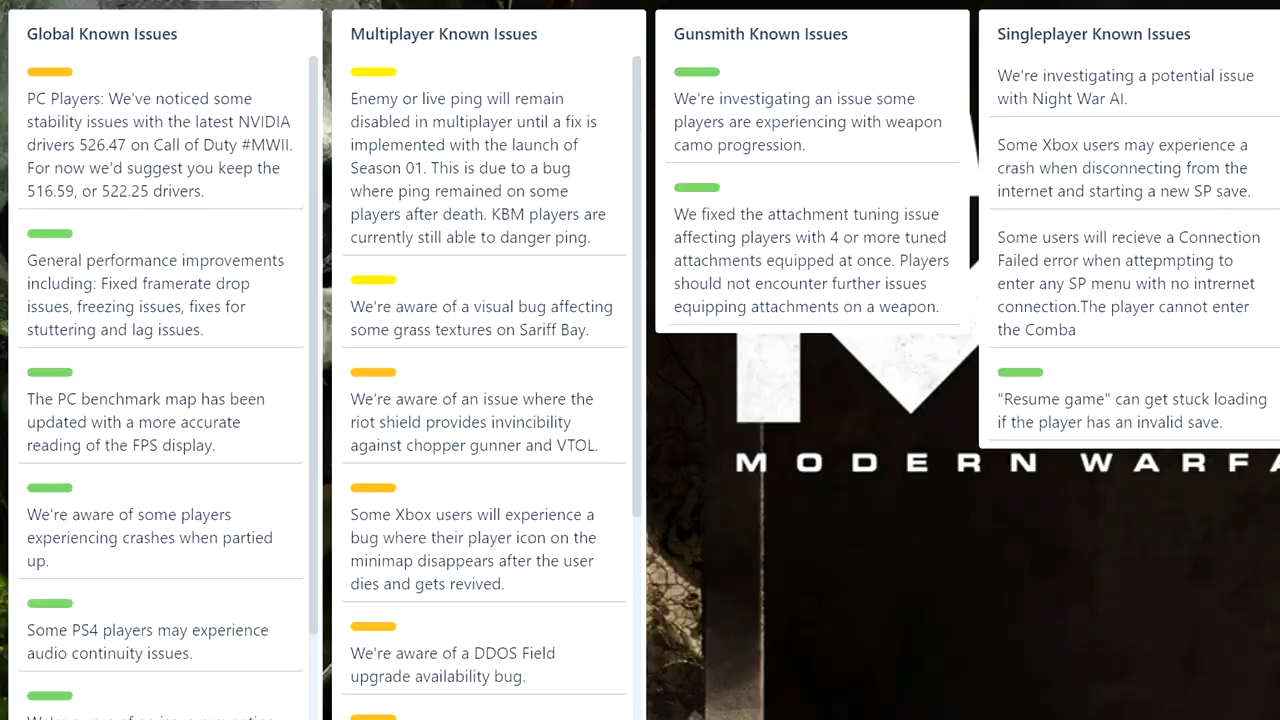 Global Known Issues
PC Players: We've noticed some
stability issues with the latest NVIDIA
drivers 526.47 on Call of Duty #MWII.
For now we'd suggest you keep the
516.59, or 522.25 drivers.
General performance improvements
including: Fixed framerate drop
issues, freezing issues, fixes for
stuttering and lag issues.
The PC benchmark map has been
updated with a more accurate
reading of the FPS display.
We're aware of some players
experiencing crashes when partied
up.
Some PS4 players may experience
audio continuity issues.
We're aware of an issue preventing
Multiplayer Known Issues
Enemy or live ping will remain
disabled in multiplayer until a fix is
implemented with the launch of
Season 01. This is due to a bug
where ping remained on some
players after death. KBM players are
currently still able to danger ping.
We're aware of a visual bug affecting
some grass textures on Sariff Bay.
We're aware of an issue where the
riot shield provides invincibility
against chopper gunner and VTOL.
Some Xbox users will experience a
bug where their player icon on the
minimap disappears after the user
dies and gets revived.
We're aware of a DDOS Field
upgrade availability bug.
Gunsmith Known Issues
We're investigating an issue some
players are experiencing with weapon
camo progression.
We fixed the attachment tuning issue
affecting players with 4 or more tuned
attachments equipped at once. Players
should not encounter further issues
equipping attachments on a weapon.
Singleplayer Known Issues
We're investigating a potential issue
with Night War AI.
Some Xbox users may experience a
crash when disconnecting from the
internet and starting a new SP save.
Some users will recieve a Connection
Failed error when attepmpting to
enter any SP menu with no intrernet
connection.The player cannot enter
the Comba
"Resume game" can get stuck loading
if the player has an invalid save.
MODERN WARFA